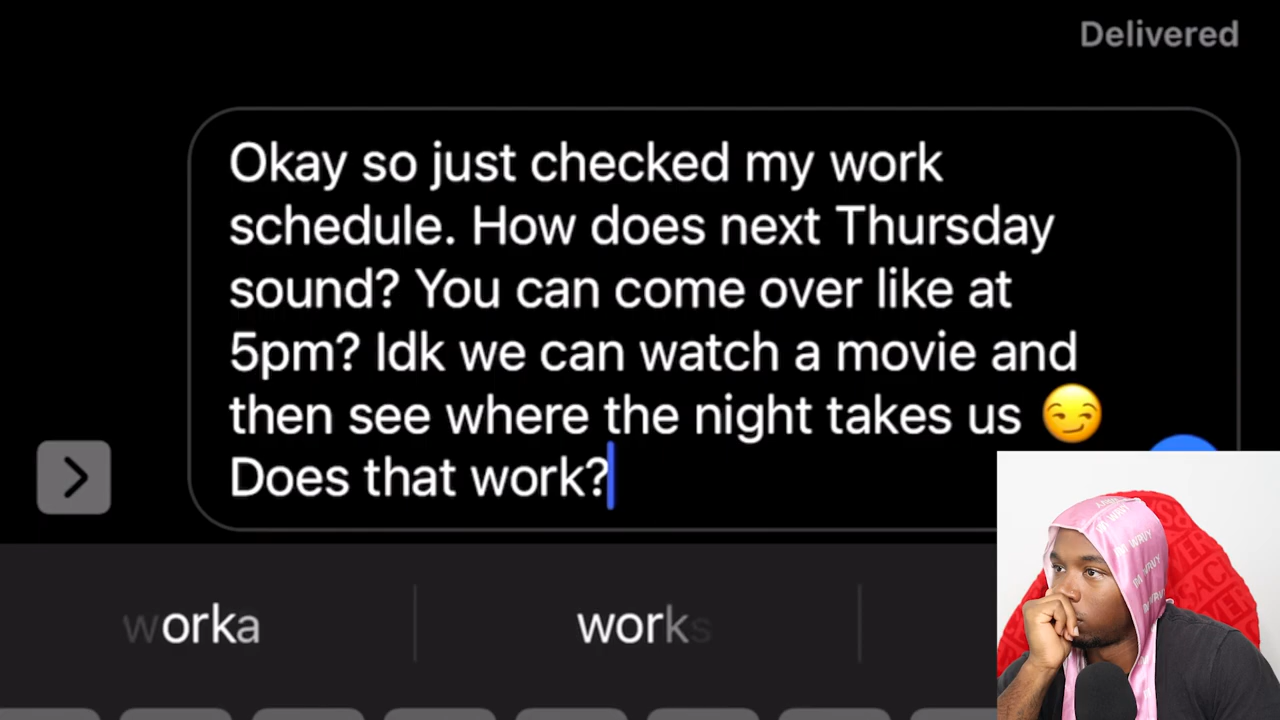 Delivered
Okay so just checked my work
schedule. How does next Thursday
sound? You can come over like at
5pm? Idk we can watch a movie and
then see where the night takes us 😏
Does that work?
worka
works
DA WRVY